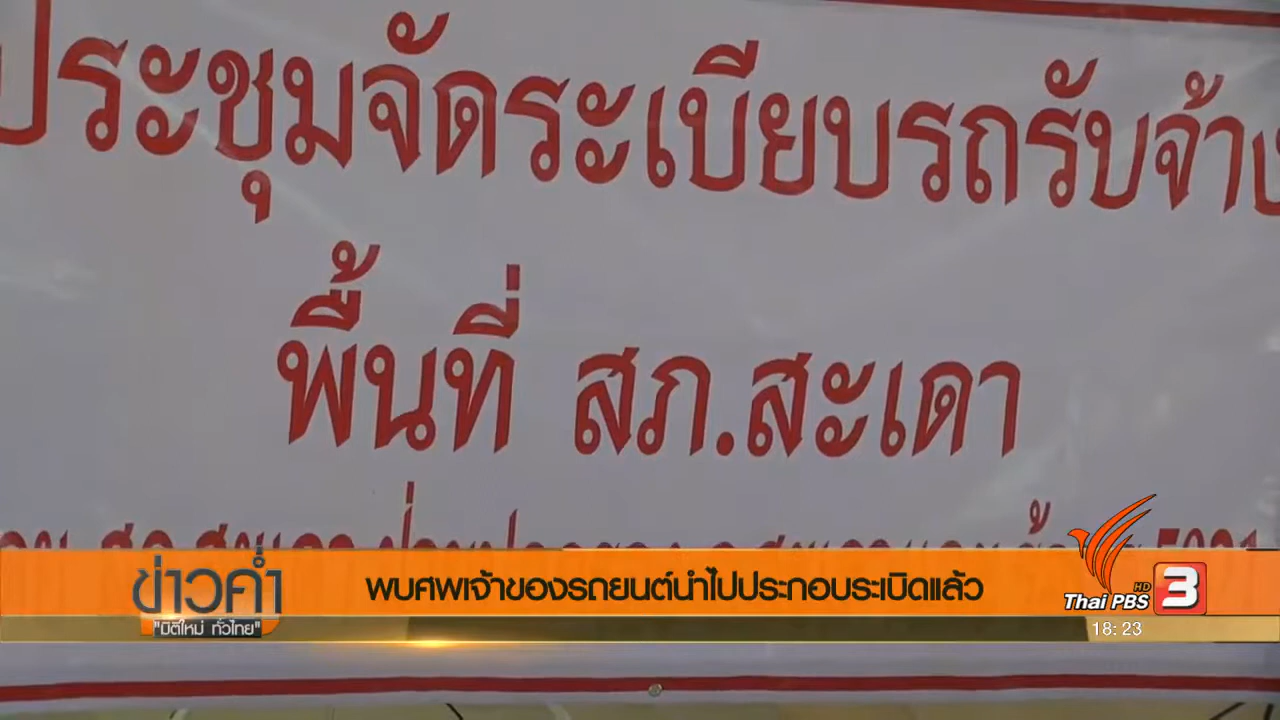 ประชุมจัดระเบียบรถรับจ้าง
พื้นที่ สภ.สะเดา
ข่าวค่ำ
"มิติใหม่ ทั่วไทย"
พบศพเจ้าของรถยนต์นำไปประกอบระเบิดแล้ว
HD
Thai PBS 3
18:23